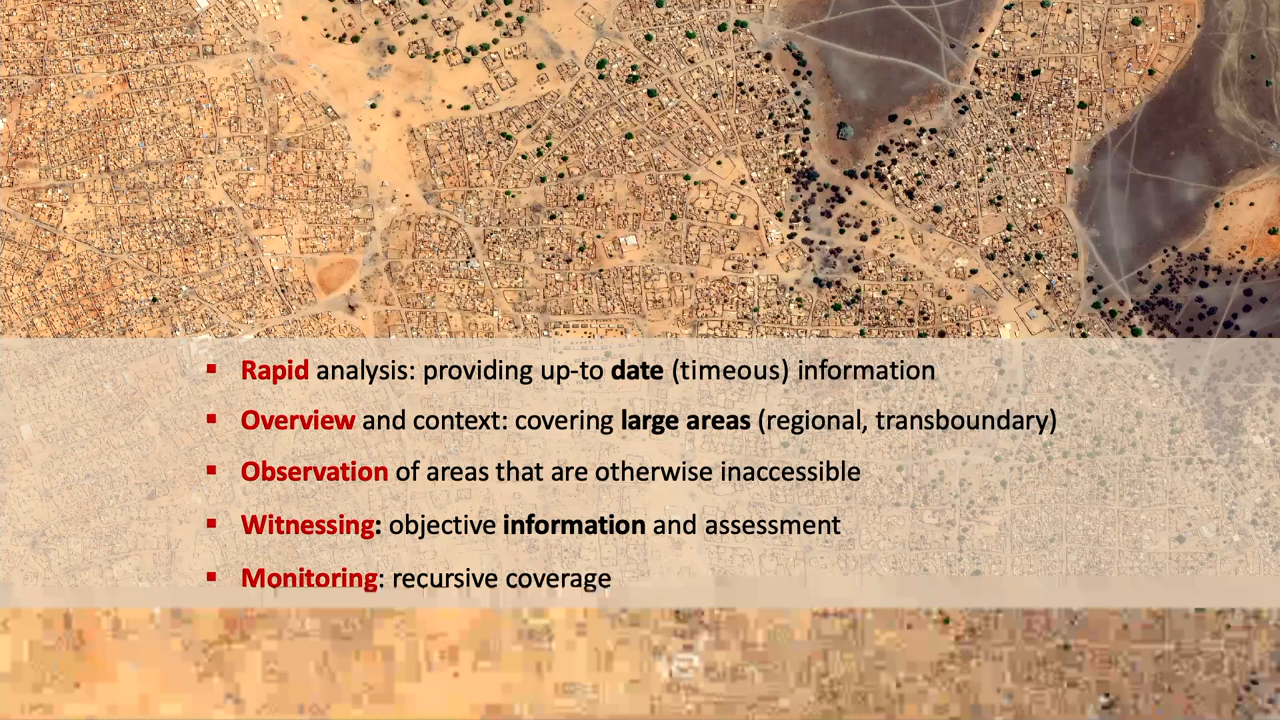 ▪ Rapid analysis: providing up-to date (timeous) information
▪ Overview and context: covering large areas (regional, transboundary)
▪ Observation of areas that are otherwise inaccessible
▪ Witnessing: objective information and assessment
▪ Monitoring: recursive coverage